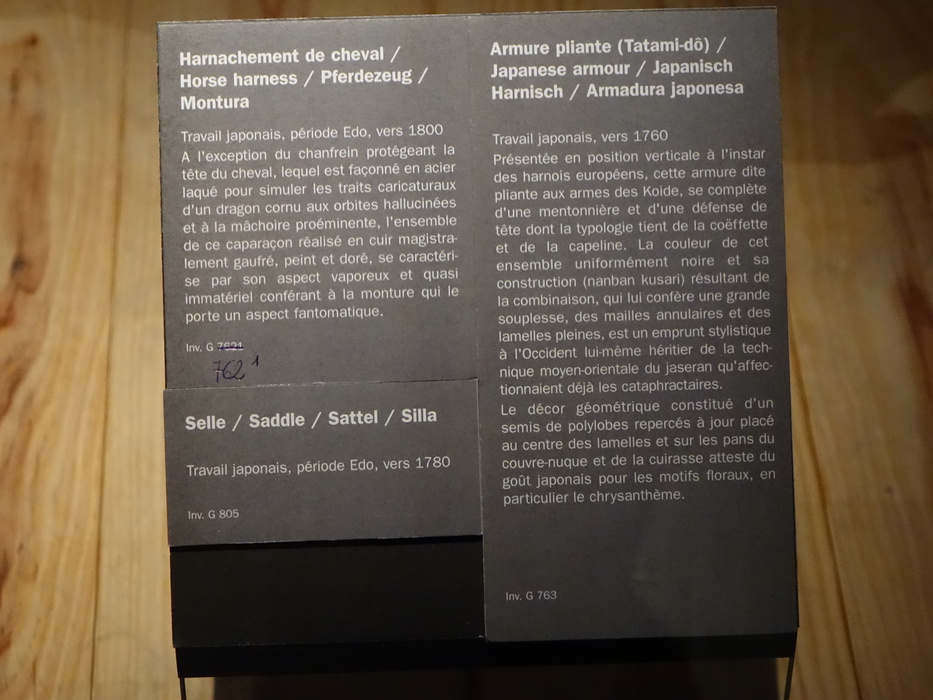 Harnachement de cheval /
Horse harness / Pferdezeug /
Montura
Travail japonais, période Edo, vers 1800
A l'exception du chanfrein protégeant la
tête du cheval, lequel est façonné en acier
laqué pour simuler les traits caricaturaux
d'un dragon cornu aux orbites hallucinées
et à la mâchoire proéminente, l'ensemble
de ce caparaçon réalisé en cuir magistra-
lement gaufré, peint et doré, se caractéri-
se par son aspect vaporeux et quasi
immatériel conférant à la monture qui le
porte un aspect fantomatique.
Inv. G 7621
762 1
Selle / Saddle / Sattel / Silla
Travail japonais, période Edo, vers 1780
Inv. G 805
Armure pliante (Tatami-dô) /
Japanese armour / Japanisch
Harnisch / Armadura japonesa
Travail japonais, vers 1760
Présentée en position verticale à l'instar
des harnois européens, cette armure dite
pliante aux armes des Koide, se complète
d'une mentonnière et d'une défense de
tête dont la typologie tient de la coëffette
et de la capeline. La couleur de cet
ensemble uniformément noire et sa
construction (nanban kusari) résultant de
la combinaison, qui lui confère une grande
souplesse, des mailles annulaires et des
lamelles pleines, est un emprunt stylistique
à l'Occident lui-même héritier de la tech-
nique moyen-orientale du jaseran qu'affec-
tionnaient déjà les cataphractaires.
Le décor géométrique constitué d'un
semis de polylobes repercés à jour placé
au centre des lamelles et sur les pans du
couvre-nuque et de la cuirasse atteste du
goût japonais pour les motifs floraux, en
particulier le chrysanthème.
Inv. G 763